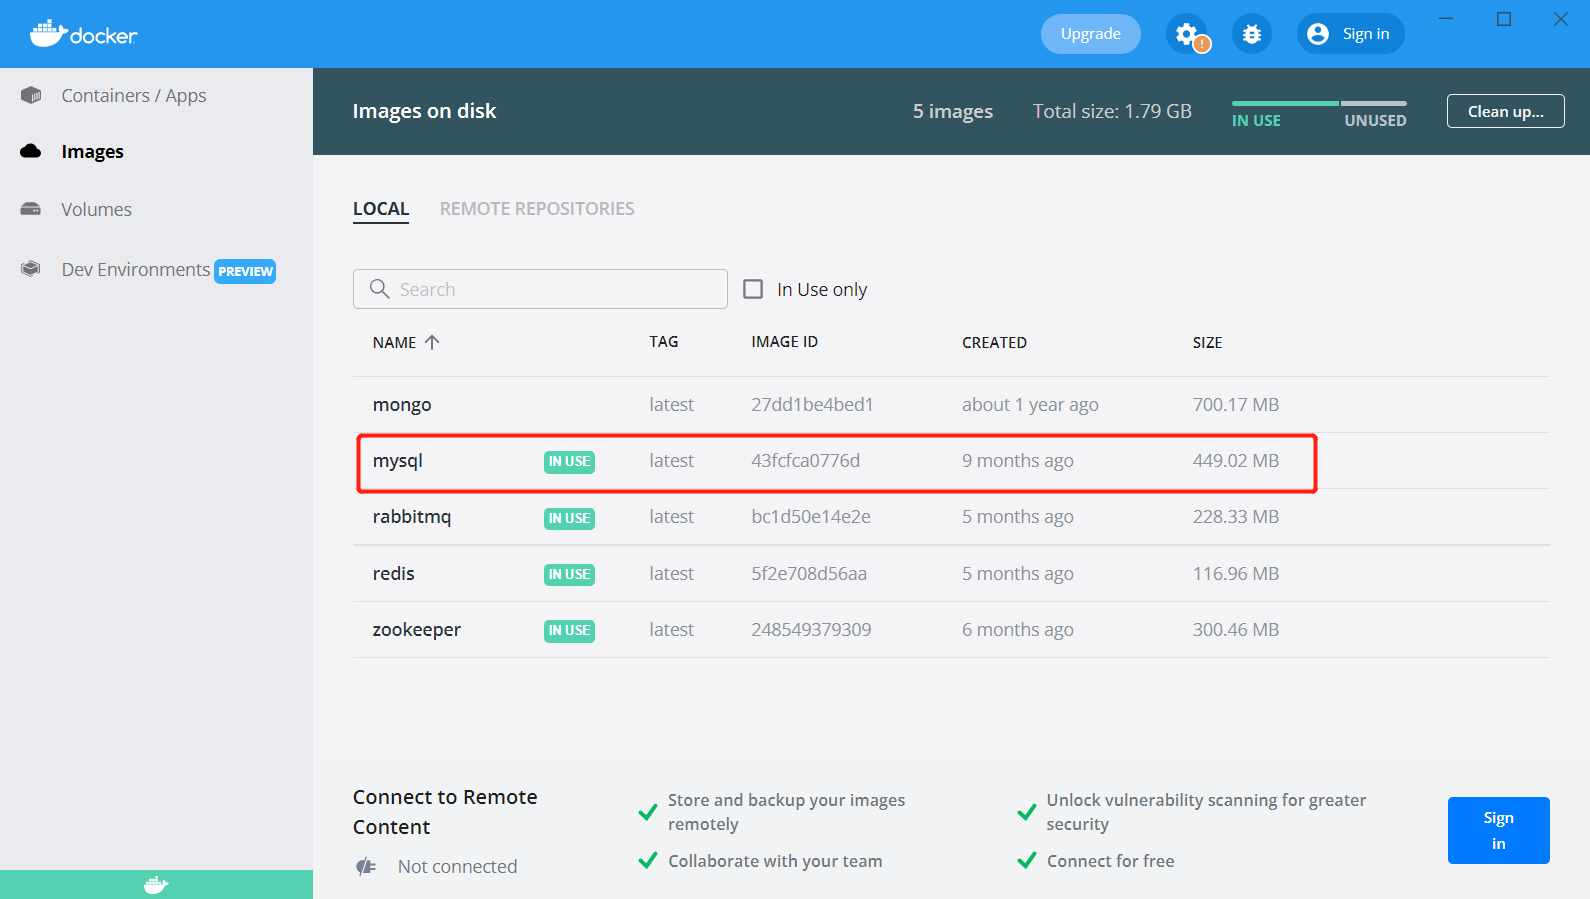 docker
Upgrade
!
Sign in
Containers / Apps
Images
Volumes
Dev Environments PREVIEW
Images on disk
5 images
Total size: 1.79 GB
IN USE
UNUSED
Clean up...
LOCAL
REMOTE REPOSITORIES
Search
In Use only
NAME TAG IMAGE ID CREATED SIZE
mongo latest 27dd1be4bed1 about 1 year ago 700.17 MB
mysql IN USE latest 43fcfca0776d 9 months ago 449.02 MB
rabbitmq IN USE latest bc1d50e14e2e 5 months ago 228.33 MB
redis IN USE latest 5f2e708d56aa 5 months ago 116.96 MB
zookeeper IN USE latest 248549379309 6 months ago 300.46 MB
Connect to Remote
Content
Not connected
Store and backup your images
remotely
Collaborate with your team
Unlock vulnerability scanning for greater
security
Connect for free
Sign
in